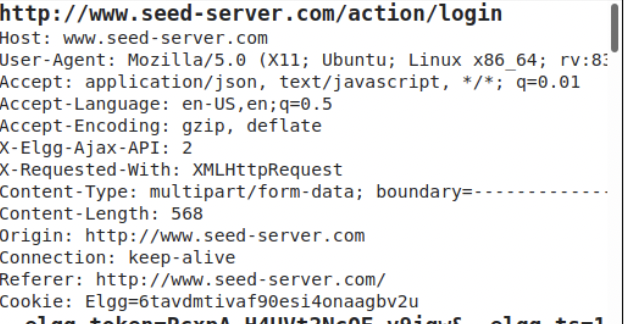 http://www.seed-server.com/action/login
Host: www.seed-server.com
User-Agent: Mozilla/5.0 (X11; Ubuntu; Linux x86_64; rv:83
Accept: application/json, text/javascript, */*; q=0.01
Accept-Language: en-US,en;q=0.5
Accept-Encoding: gzip, deflate
X-Elgg-Ajax-API: 2
X-Requested-With: XMLHttpRequest
Content-Type: multipart/form-data; boundary=-------------
Content-Length: 568
Origin: http://www.seed-server.com
Connection: keep-alive
Referer: http://www.seed-server.com/
Cookie: Elgg=6tavdmtivaf90esi4onaagbv2u